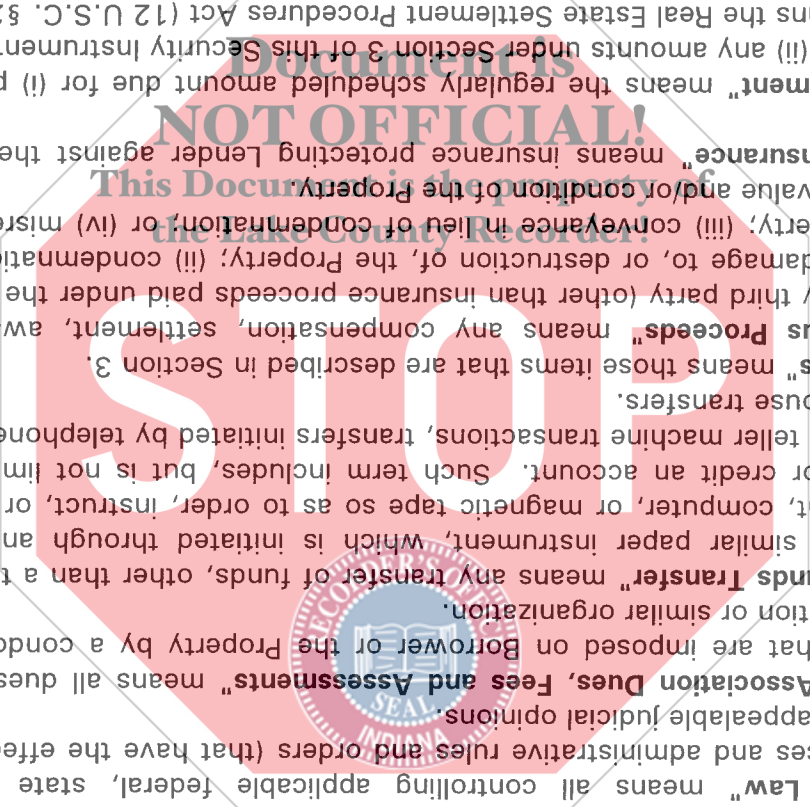 Document is
NOT OFFICIAL!
This Document is the property of
the Lake County Recorder!
STOP
RECORDER'S OFFICE
SEAL
INDIANA
Law" means all controlling applicable federal, state
es and administrative rules and orders (that have the effe
appealable judicial opinions.
Association Dues, Fees and Assessments" means all dues
hat are imposed on Borrower or the Property by a condo
tion or similar organization.
nds Transfer" means any transfer of funds, other than a t
similar paper instrument, which is initiated through an
t, computer, or magnetic tape so as to order, instruct, or
or credit an account. Such term includes, but is not lim
teller machine transactions, transfers initiated by telephone
ouse transfers.
s" means those items that are described in Section 3.
us Proceeds" means any compensation, settlement, aw
y third party (other than insurance proceeds paid under the
damage to, or destruction of, the Property; (ii) condemnatio
erty; (iii) conveyance in lieu of condemnation; or (iv) misre
value and/or condition of the Property.
nsurance" means insurance protecting Lender against the
ment" means the regularly scheduled amount due for (i) p
(ii) any amounts under Section 3 of this Security Instrument
ns the Real Estate Settlement Procedures Act (12 U.S.C. §2